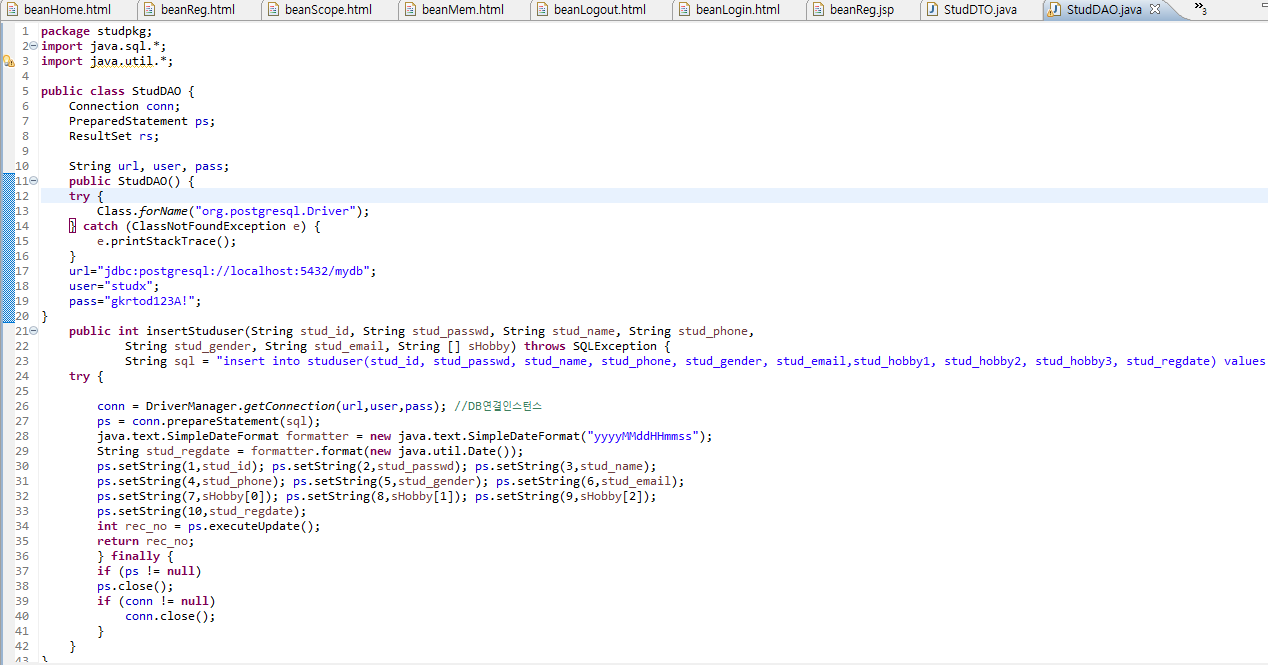 beanHome.html beanReg.html beanScope.html beanMem.html beanLogout.html beanLogin.html beanReg.jsp StudDTO.java StudDAO.java »3
1 package studpkg;
2 import java.sql.*;
3 import java.util.*;
4
5 public class StudDAO {
6 Connection conn;
7 PreparedStatement ps;
8 ResultSet rs;
9
10 String url, user, pass;
11 public StudDAO() {
12 try {
13 Class.forName("org.postgresql.Driver");
14 } catch (ClassNotFoundException e) {
15 e.printStackTrace();
16 }
17 url="jdbc:postgresql://localhost:5432/mydb";
18 user="studx";
19 pass="gkrtod123A!";
20 }
21 public int insertStuduser(String stud_id, String stud_passwd, String stud_name, String stud_phone,
22 String stud_gender, String stud_email, String [] sHobby) throws SQLException {
23 String sql = "insert into studuser(stud_id, stud_passwd, stud_name, stud_phone, stud_gender, stud_email,stud_hobby1, stud_hobby2, stud_hobby3, stud_regdate) values
24 try {
25
26 conn = DriverManager.getConnection(url,user,pass); //DB연결인스턴스
27 ps = conn.prepareStatement(sql);
28 java.text.SimpleDateFormat formatter = new java.text.SimpleDateFormat("yyyyMMddHHmmss");
29 String stud_regdate = formatter.format(new java.util.Date());
30 ps.setString(1,stud_id); ps.setString(2,stud_passwd); ps.setString(3,stud_name);
31 ps.setString(4,stud_phone); ps.setString(5,stud_gender); ps.setString(6,stud_email);
32 ps.setString(7,sHobby[0]); ps.setString(8,sHobby[1]); ps.setString(9,sHobby[2]);
33 ps.setString(10,stud_regdate);
34 int rec_no = ps.executeUpdate();
35 return rec_no;
36 } finally {
37 if (ps != null)
38 ps.close();
39 if (conn != null)
40 conn.close();
41 }
42 }
43 }